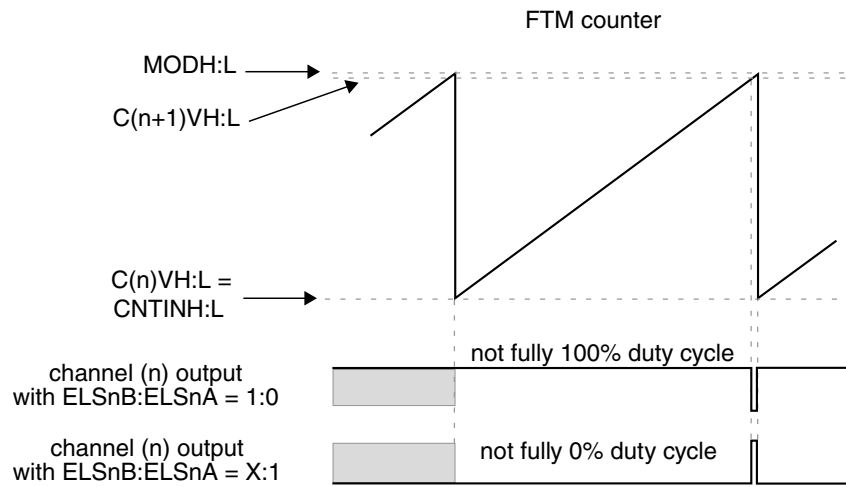 FTM counter
MODH:L
C(n+1)VH:L
C(n)VH:L =
CNTINH:L
not fully 100% duty cycle
channel (n) output
with ELSnB:ELSnA = 1:0
channel (n) output
with ELSnB:ELSnA = X:1
not fully 0% duty cycle